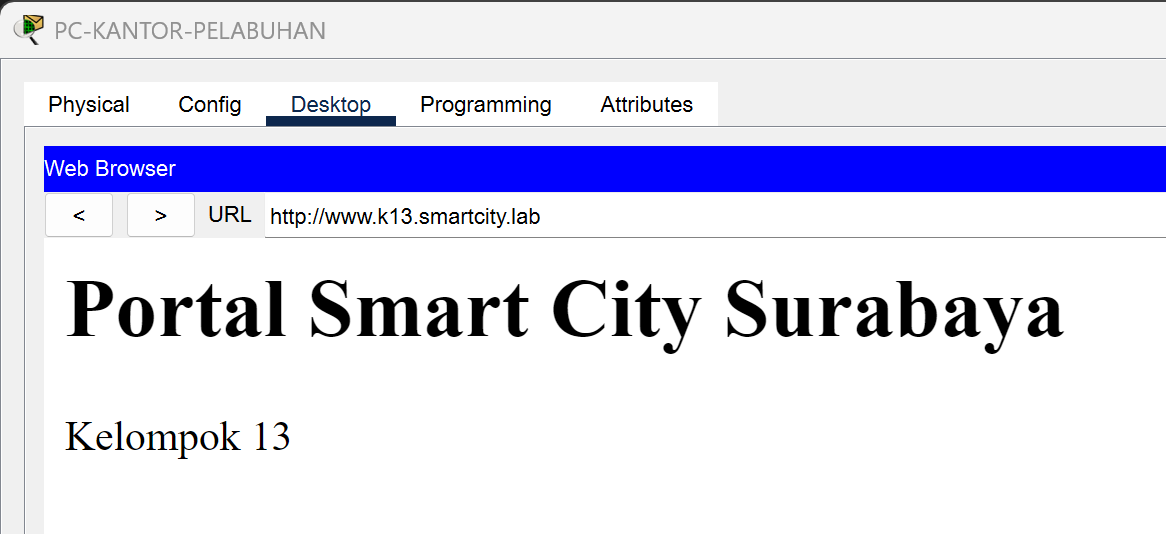 PC-KANTOR-PELABUHAN
Physical Config Desktop Programming Attributes
Web Browser
< > URL http://www.k13.smartcity.lab
Portal Smart City Surabaya
Kelompok 13